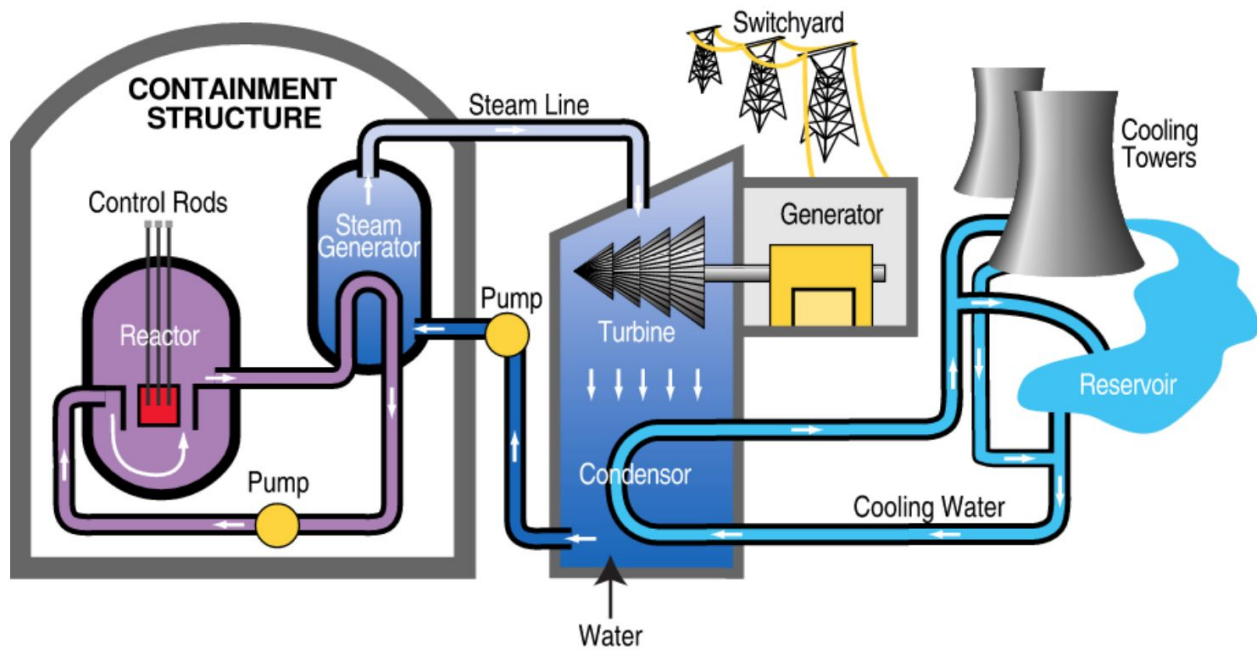 Switchyard
CONTAINMENT
STRUCTURE
Steam Line
Cooling
Towers
Control Rods
Steam
Generator
Generator
Pump
Reactor
Turbine
Reservoir
Condensor
Pump
Cooling Water
Water